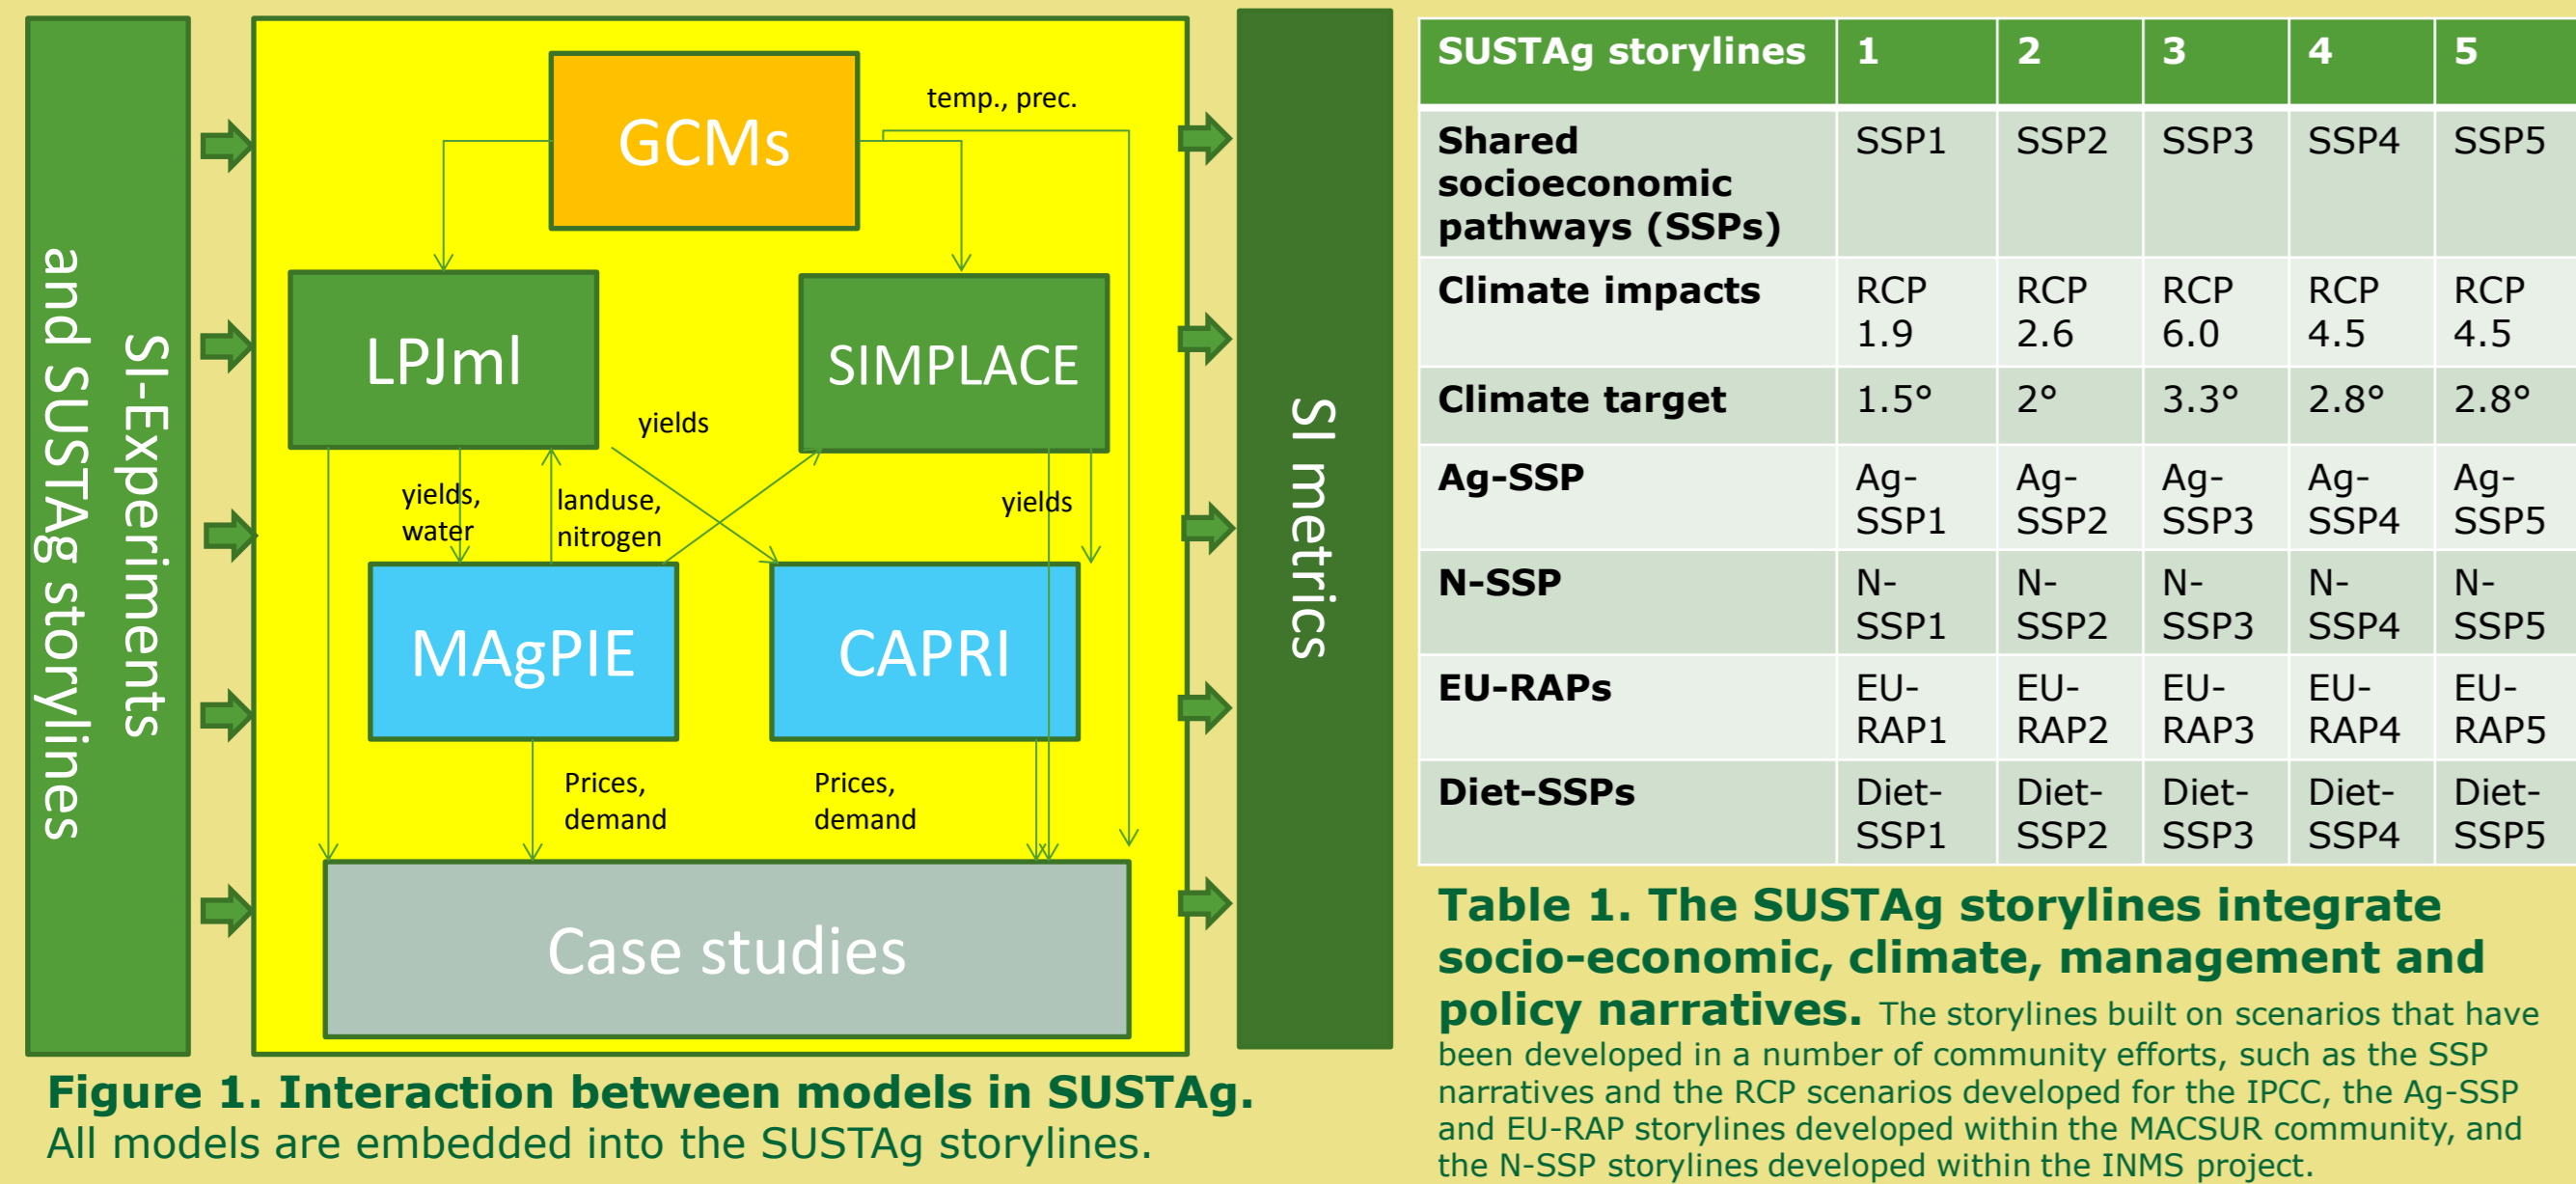 SI-Experiments
and SUSTAg storylines
GCMs
temp., prec.
LPJml
SIMPLACE
yields
yields,
water
landuse,
nitrogen
yields
MAgPIE
CAPRI
Prices,
demand
Prices,
demand
Case studies
SI metrics
Figure 1. Interaction between models in SUSTAg.
All models are embedded into the SUSTAg storylines.
SUSTAg storylines 1 2 3 4 5
Shared SSP1 SSP2 SSP3 SSP4 SSP5
socioeconomic
pathways (SSPs)
Climate impacts RCP RCP RCP RCP RCP
1.9 2.6 6.0 4.5 4.5
Climate target 1.5° 2° 3.3° 2.8° 2.8°
Ag-SSP Ag- Ag- Ag- Ag- Ag-
SSP1 SSP2 SSP3 SSP4 SSP5
N-SSP N- N- N- N- N-
SSP1 SSP2 SSP3 SSP4 SSP5
EU-RAPs EU- EU- EU- EU- EU-
RAP1 RAP2 RAP3 RAP4 RAP5
Diet-SSPs Diet- Diet- Diet- Diet- Diet-
SSP1 SSP2 SSP3 SSP4 SSP5
Table 1. The SUSTAg storylines integrate
socio-economic, climate, management and
policy narratives. The storylines built on scenarios that have
been developed in a number of community efforts, such as the SSP
narratives and the RCP scenarios developed for the IPCC, the Ag-SSP
and EU-RAP storylines developed within the MACSUR community, and
the N-SSP storylines developed within the INMS project.